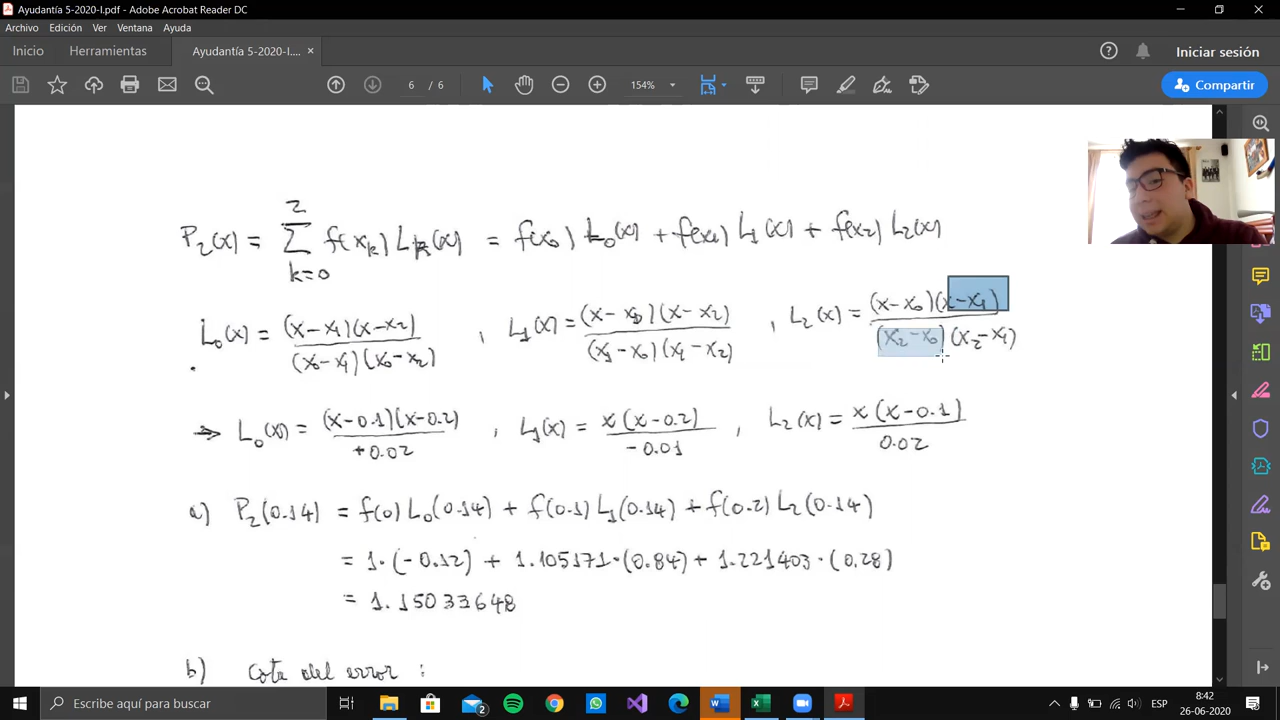 Ayudantía 5-2020-I.pdf - Adobe Acrobat Reader DC
Archivo Edición Ver Ventana Ayuda
Inicio Herramientas Ayudantía 5-2020-I.... × Iniciar sesión
6 / 6 154% Compartir
P₂(x) = Σ_{k=0}^{2} f(x_k) L_k(x) = f(x₀) L₀(x) + f(x₁) L₁(x) + f(x₂) L₂(x)
L₀(x) = (x-x₁)(x-x₂) / (x₀-x₁)(x₀-x₂) , L₁(x) = (x-x₀)(x-x₂) / (x₁-x₀)(x₁-x₂) , L₂(x) = (x-x₀)(x-x₁) / (x₂-x₀)(x₂-x₁)
⇒ L₀(x) = (x-0.1)(x-0.2) / +0.02 , L₁(x) = x(x-0.2) / -0.01 , L₂(x) = x(x-0.1) / 0.02
a) P₂(0.14) = f(0) L₀(0.14) + f(0.1) L₁(0.14) + f(0.2) L₂(0.14)
= 1·(-0.12) + 1.105171·(0.84) + 1.221403·(0.28)
= 1.15033648
b) Cota del error :
Escribe aquí para buscar
2
ESP
8:42
26-06-2020